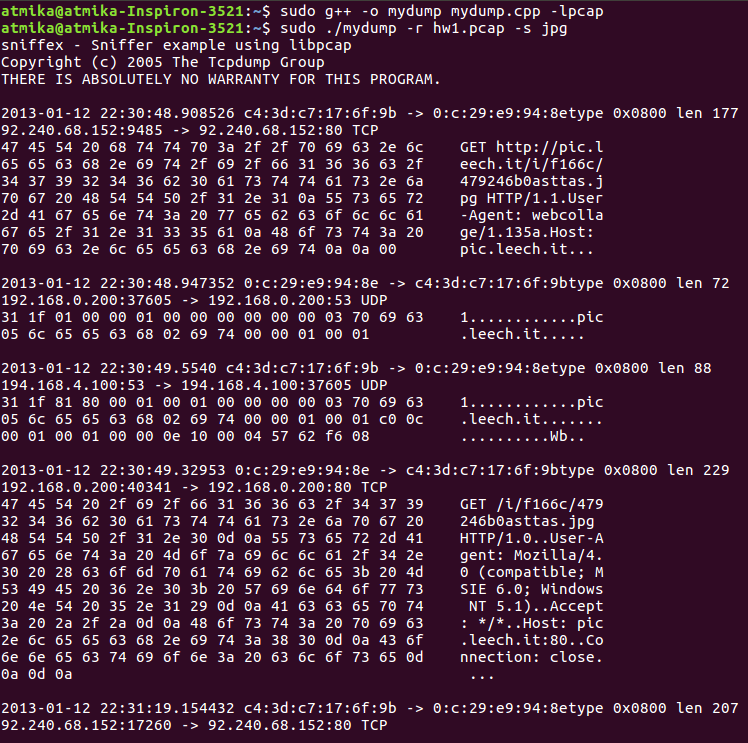 atmika@atmika-Inspiron-3521:~$ sudo g++ -o mydump mydump.cpp -lpcap
atmika@atmika-Inspiron-3521:~$ sudo ./mydump -r hw1.pcap -s jpg
sniffex - Sniffer example using libpcap
Copyright (c) 2005 The Tcpdump Group
THERE IS ABSOLUTELY NO WARRANTY FOR THIS PROGRAM.
2013-01-12 22:30:48.908526 c4:3d:c7:17:6f:9b -> 0:c:29:e9:94:8etype 0x0800 len 177
92.240.68.152:9485 -> 92.240.68.152:80 TCP
47 45 54 20 68 74 74 70 3a 2f 2f 70 69 63 2e 6c    GET http://pic.l
65 65 63 68 2e 69 74 2f 69 2f 66 31 36 36 63 2f    eech.it/i/f166c/
34 37 39 32 34 36 62 30 61 73 74 74 61 73 2e 6a    479246b0asttas.j
70 67 20 48 54 54 50 2f 31 2e 31 0a 55 73 65 72    pg HTTP/1.1.User
2d 41 67 65 6e 74 3a 20 77 65 62 63 6f 6c 6c 61    -Agent: webcolla
67 65 2f 31 2e 31 33 35 61 0a 48 6f 73 74 3a 20    ge/1.135a.Host: 
70 69 63 2e 6c 65 65 63 68 2e 69 74 0a 0a 00    pic.leech.it...
2013-01-12 22:30:48.947352 0:c:29:e9:94:8e -> c4:3d:c7:17:6f:9btype 0x0800 len 72
192.168.0.200:37605 -> 192.168.0.200:53 UDP
31 1f 01 00 00 01 00 00 00 00 00 00 03 70 69 63    1............pic
05 6c 65 65 63 68 02 69 74 00 00 01 00 01    .leech.it.....
2013-01-12 22:30:49.5540 c4:3d:c7:17:6f:9b -> 0:c:29:e9:94:8etype 0x0800 len 88
194.168.4.100:53 -> 194.168.4.100:37605 UDP
31 1f 81 80 00 01 00 01 00 00 00 00 03 70 69 63    1............pic
05 6c 65 65 63 68 02 69 74 00 00 01 00 01 c0 0c    .leech.it.......
00 01 00 01 00 00 0e 10 00 04 57 62 f6 08    ..........Wb..
2013-01-12 22:30:49.32953 0:c:29:e9:94:8e -> c4:3d:c7:17:6f:9btype 0x0800 len 229
192.168.0.200:40341 -> 192.168.0.200:80 TCP
47 45 54 20 2f 69 2f 66 31 36 36 63 2f 34 37 39    GET /i/f166c/479
32 34 36 62 30 61 73 74 74 61 73 2e 6a 70 67 20    246b0asttas.jpg 
48 54 54 50 2f 31 2e 30 0d 0a 55 73 65 72 2d 41    HTTP/1.0..User-A
67 65 6e 74 3a 20 4d 6f 7a 69 6c 6c 61 2f 34 2e    gent: Mozilla/4.
30 20 28 63 6f 6d 70 61 74 69 62 6c 65 3b 20 4d    0 (compatible; M
53 49 45 20 36 2e 30 3b 20 57 69 6e 64 6f 77 73    SIE 6.0; Windows
20 4e 54 20 35 2e 31 29 0d 0a 41 63 63 65 70 74     NT 5.1)..Accept
3a 20 2a 2f 2a 0d 0a 48 6f 73 74 3a 20 70 69 63    : */*..Host: pic
2e 6c 65 65 63 68 2e 69 74 3a 38 30 0d 0a 43 6f    .leech.it:80..Co
6e 6e 65 63 74 69 6f 6e 3a 20 63 6c 6f 73 65 0d    nnection: close.
0a 0d 0a    ...
2013-01-12 22:31:19.154432 c4:3d:c7:17:6f:9b -> 0:c:29:e9:94:8etype 0x0800 len 207
92.240.68.152:17260 -> 92.240.68.152:80 TCP